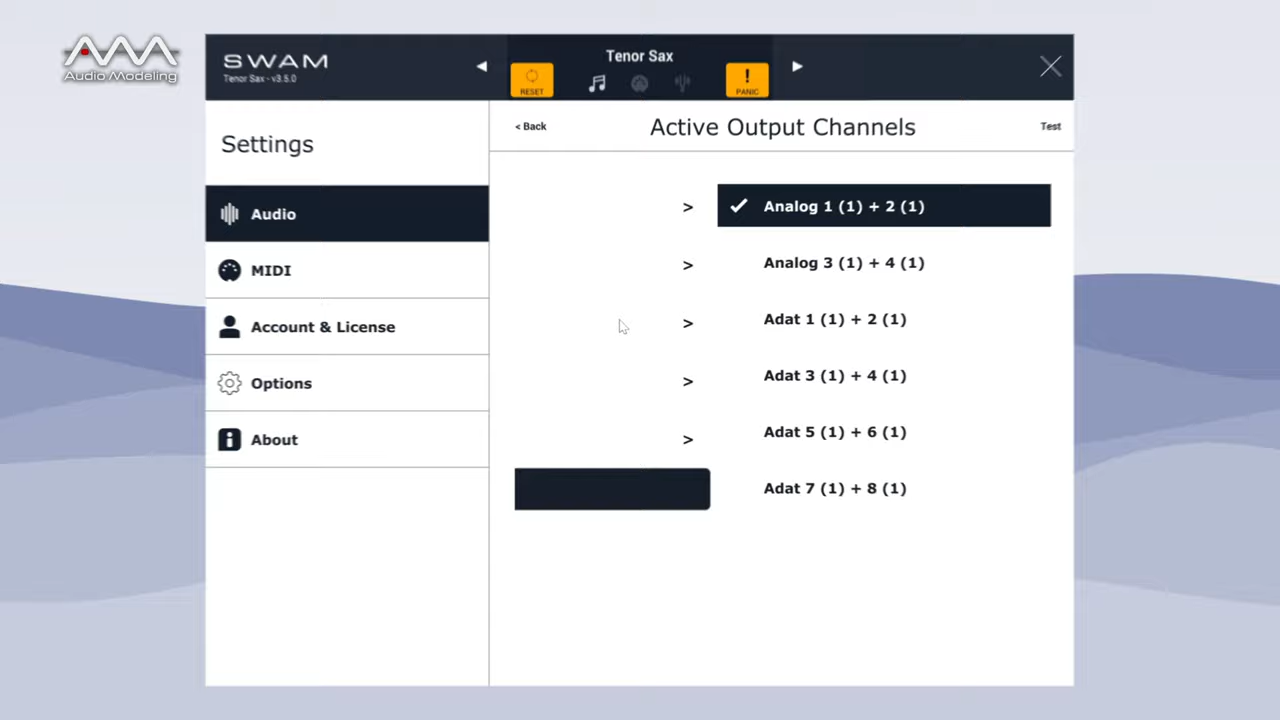 Audio Modeling
SWAM
Tenor Sax - v3.5.0
Tenor Sax
RESET
!
PANIC
Settings
Audio
MIDI
Account & License
Options
About
< Back
Active Output Channels
Test
> Analog 1 (1) + 2 (1)
> Analog 3 (1) + 4 (1)
> Adat 1 (1) + 2 (1)
> Adat 3 (1) + 4 (1)
> Adat 5 (1) + 6 (1)
Adat 7 (1) + 8 (1)